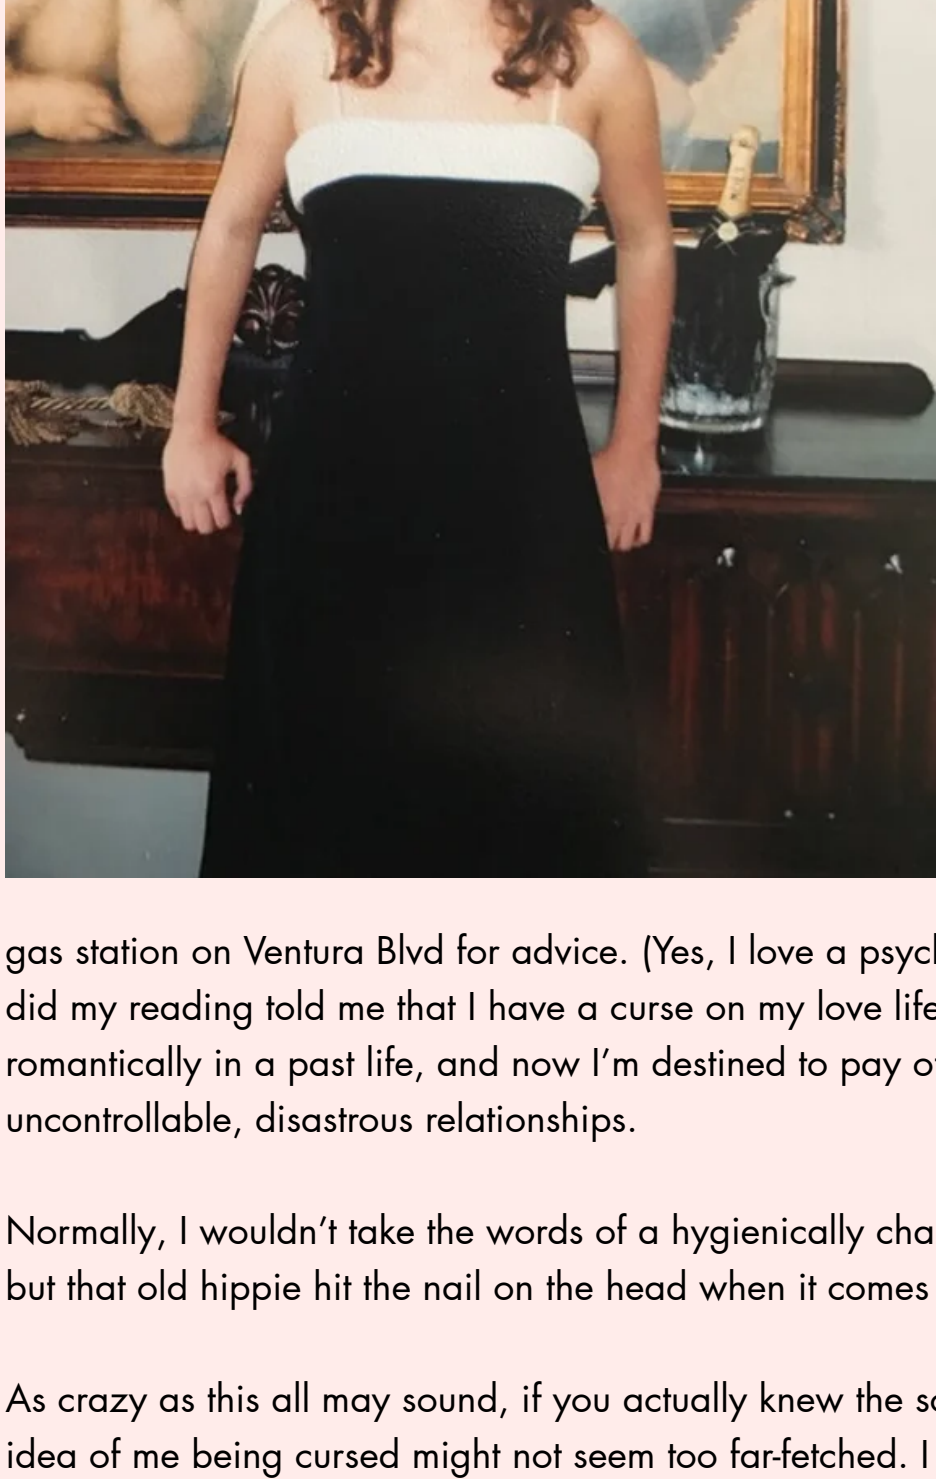 gas station on Ventura Blvd for advice. (Yes, I love a
did my reading told me that I have a curse on my love life
romantically in a past life, and now I’m destined to pay
uncontrollable, disastrous relationships.
Normally, I wouldn’t take the words of a hygienically
but that old hippie hit the nail on the head when it comes
As crazy as this all may sound, if you actually knew the
idea of me being cursed might not seem too far-fetched. I